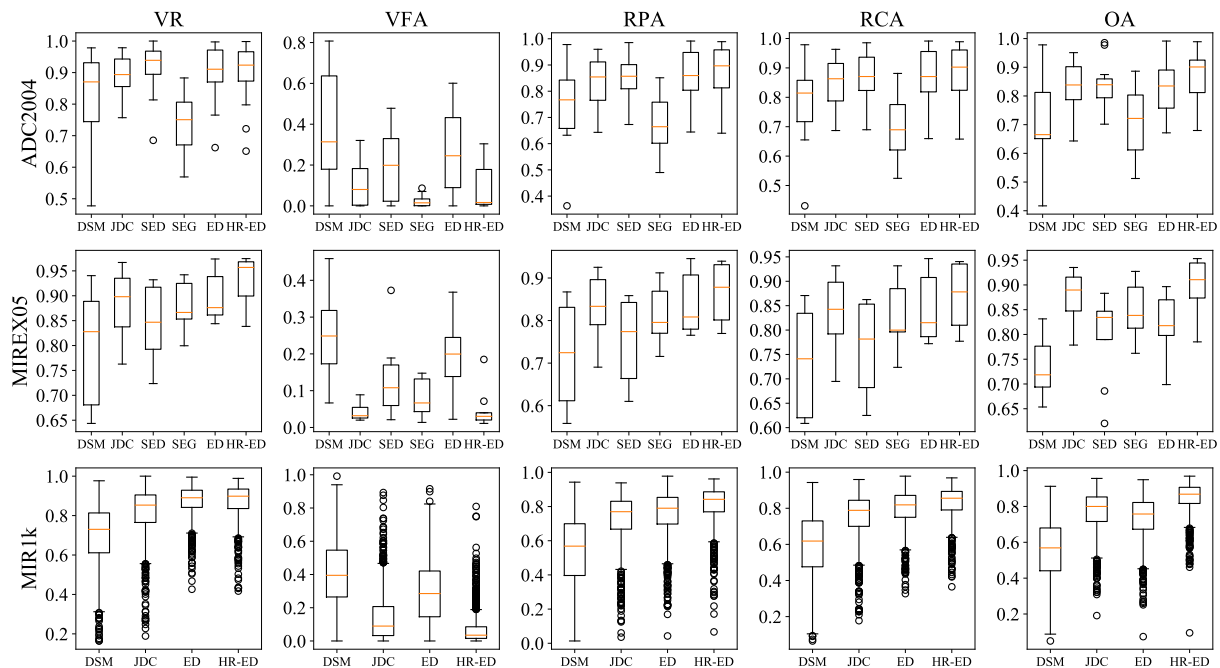 VR VFA RPA RCA OA
ADC2004
1.0 0.9 0.8 0.7 0.6 0.5
DSM JDC SED SEG ED HR-ED
0.8 0.6 0.4 0.2 0.0
DSM JDC SED SEG ED HR-ED
1.0 0.9 0.8 0.7 0.6 0.5 0.4
DSM JDC SED SEG ED HR-ED
1.0 0.9 0.8 0.7 0.6 0.5
DSM JDC SED SEG ED HR-ED
1.0 0.9 0.8 0.7 0.6 0.5 0.4
DSM JDC SED SEG ED HR-ED
MIREX05
0.95 0.90 0.85 0.80 0.75 0.70 0.65
DSM JDC SED SEG ED HR-ED
0.4 0.3 0.2 0.1 0.0
DSM JDC SED SEG ED HR-ED
0.9 0.8 0.7 0.6
DSM JDC SED SEG ED HR-ED
0.95 0.90 0.85 0.80 0.75 0.70 0.65 0.60
DSM JDC SED SEG ED HR-ED
0.95 0.90 0.85 0.80 0.75 0.70 0.65
DSM JDC SED SEG ED HR-ED
MIR1k
1.0 0.8 0.6 0.4 0.2
DSM JDC ED HR-ED
1.0 0.8 0.6 0.4 0.2 0.0
DSM JDC ED HR-ED
1.0 0.8 0.6 0.4 0.2 0.0
DSM JDC ED HR-ED
1.0 0.8 0.6 0.4 0.2
DSM JDC ED HR-ED
1.0 0.8 0.6 0.4 0.2
DSM JDC ED HR-ED